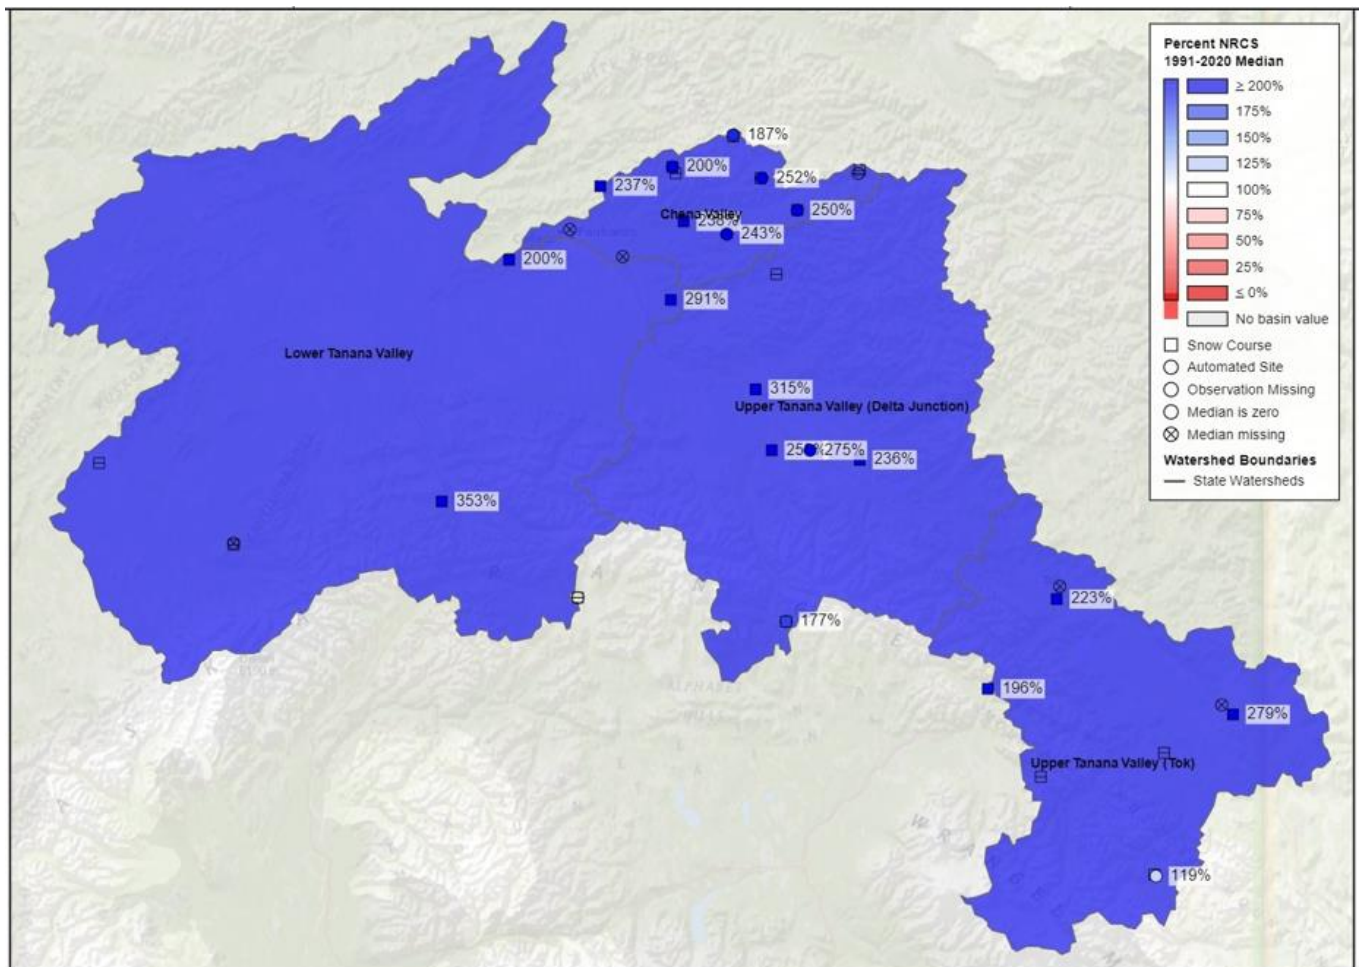 Percent NRCS
1991-2020 Median
≥ 200%
175%
150%
125%
100%
75%
50%
25%
≤ 0%
No basin value
Snow Course
Automated Site
Observation Missing
Median is zero
Median missing
Watershed Boundaries
State Watersheds
187%
200%
252%
237%
250%
Chena Valley
238%
243%
200%
291%
Lower Tanana Valley
315%
Upper Tanana Valley (Delta Junction)
275%
236%
353%
223%
177%
196%
279%
Upper Tanana Valley (Tok)
119%